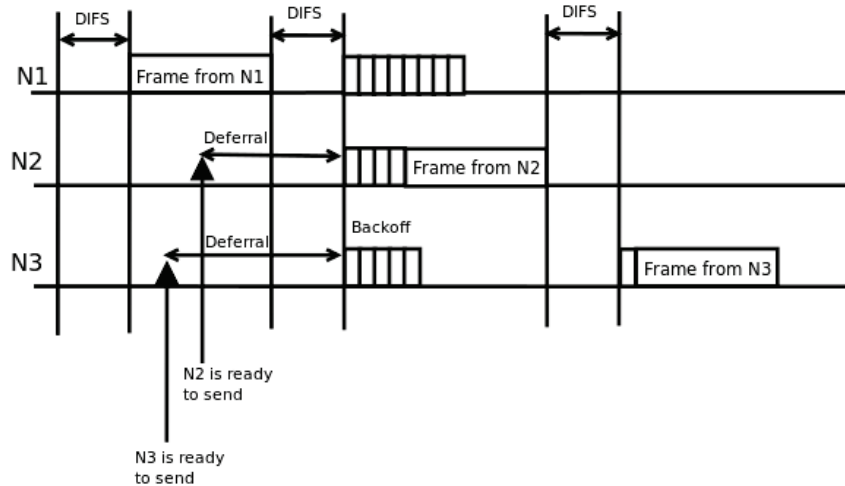 DIFS
DIFS
DIFS
N1
Frame from N1
Deferral
N2
Frame from N2
Backoff
Deferral
N3
Frame from N3
N2 is ready
to send
N3 is ready
to send